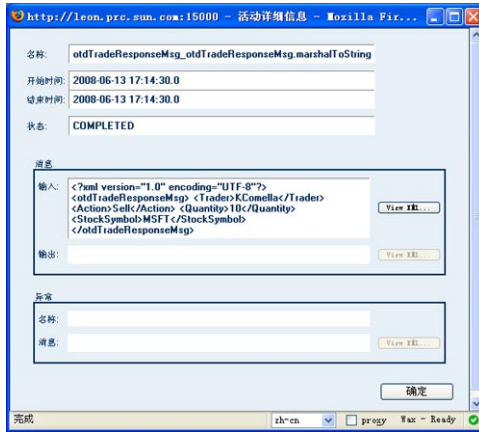 http://leon.prc.sun.com:15000 - 活动详细信息 - Mozilla Fir...
名称: otdTradeResponseMsg_otdTradeResponseMsg.marshalToString
开始时间: 2008-06-13 17:14:30.0
结束时间: 2008-06-13 17:14:30.0
状态: COMPLETED
消息
输入: <?xml version="1.0" encoding="UTF-8"?>
<otdTradeResponseMsg> <Trader>KComella</Trader>
<Action>Sell</Action> <Quantity>10</Quantity>
<StockSymbol>MSFT</StockSymbol>
</otdTradeResponseMsg>
View XML...
输出:
View XML...
异常
名称:
消息:
View XML...
确定
完成 zh-cn proxy Wax - Ready